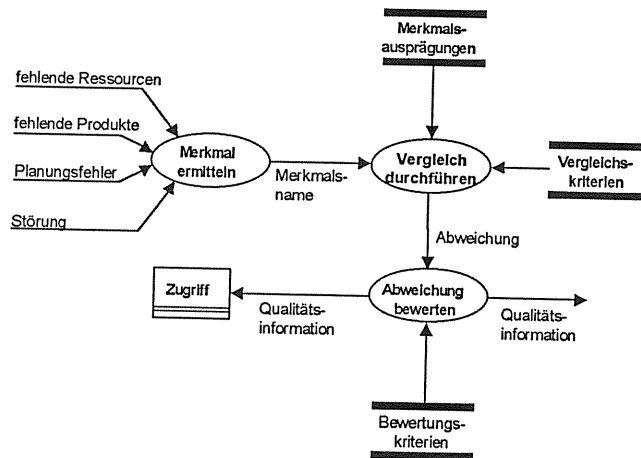 Merkmals-
ausprägungen
fehlende Ressourcen
fehlende Produkte
Planungsfehler
Störung
Merkmal
ermitteln
Merkmals-
name
Vergleich
durchführen
Vergleichs-
kriterien
Abweichung
Zugriff
Qualitäts-
information
Abweichung
bewerten
Qualitäts-
information
Bewertungs-
kriterien